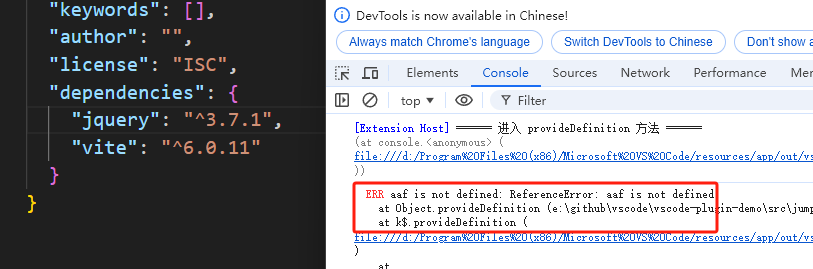 "keywords": [],
"author": "",
"license": "ISC",
"dependencies": {
"jquery": "^3.7.1",
"vite": "^6.0.11"
}
}
DevTools is now available in Chinese!
Always match Chrome's language
Switch DevTools to Chinese
Don't show a
Elements
Console
Sources
Network
Performance
Mer
top
Filter
[Extension Host] ====== 进入 provideDefinition 方法 ======
(at console.<anonymous> (
file:///d:/Program%20Files%20(x86)/Microsoft%20VS%20Code/resources/app/out/vs
))
ERR aaf is not defined: ReferenceError: aaf is not defined
at Object.provideDefinition (e:\github\vscode\vscode-plugin-demo\src\jump
at k$.provideDefinition (
file:///d:/Program%20Files%20(x86)/Microsoft%20VS%20Code/resources/app/out/vs
)
at